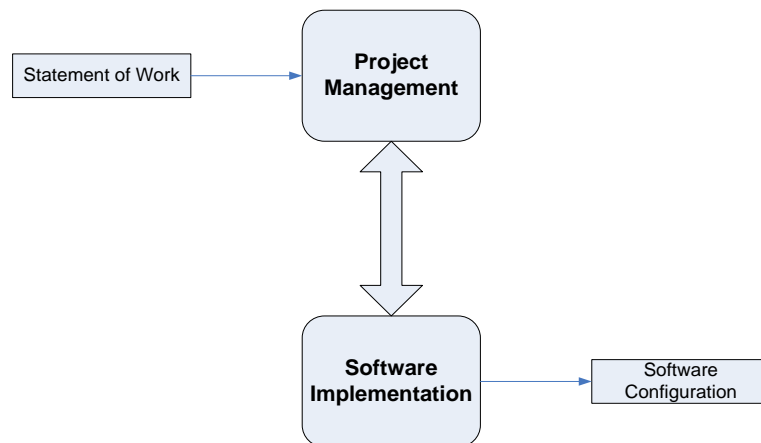 Project
Management
Statement of Work
Software
Implementation
Software
Configuration